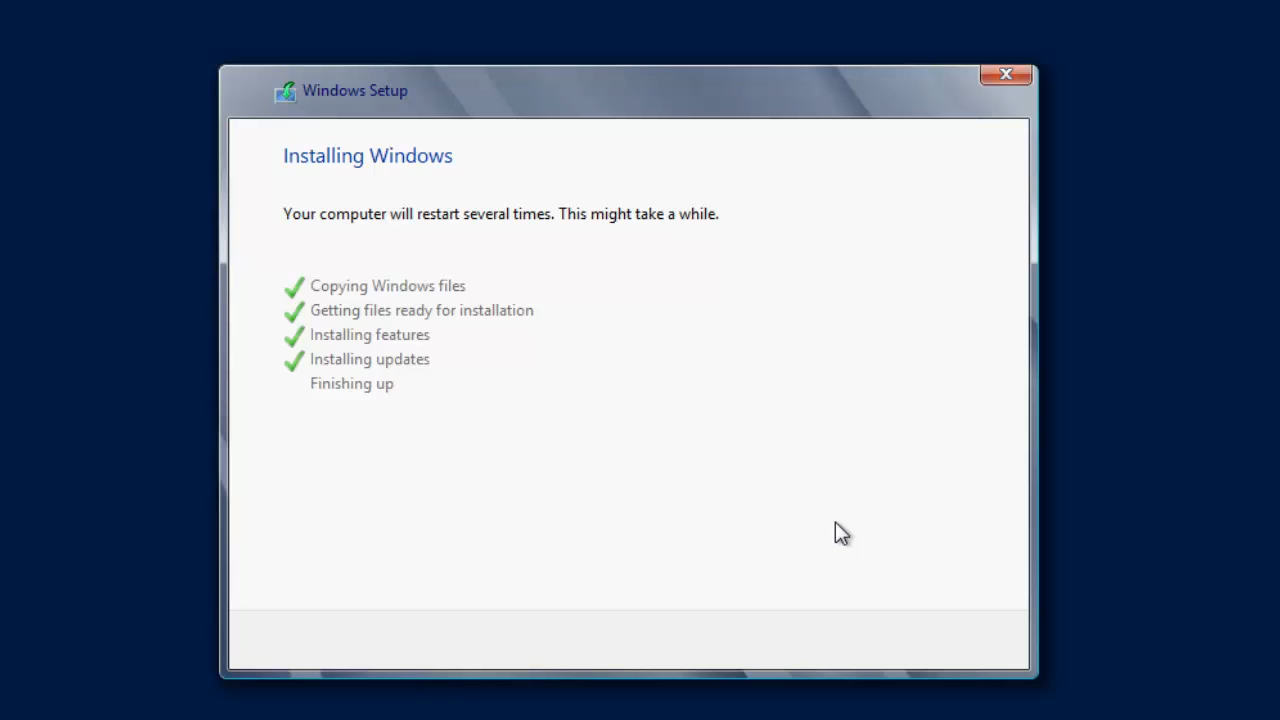 Windows Setup
Installing Windows
Your computer will restart several times. This might take a while.
Copying Windows files
Getting files ready for installation
Installing features
Installing updates
Finishing up